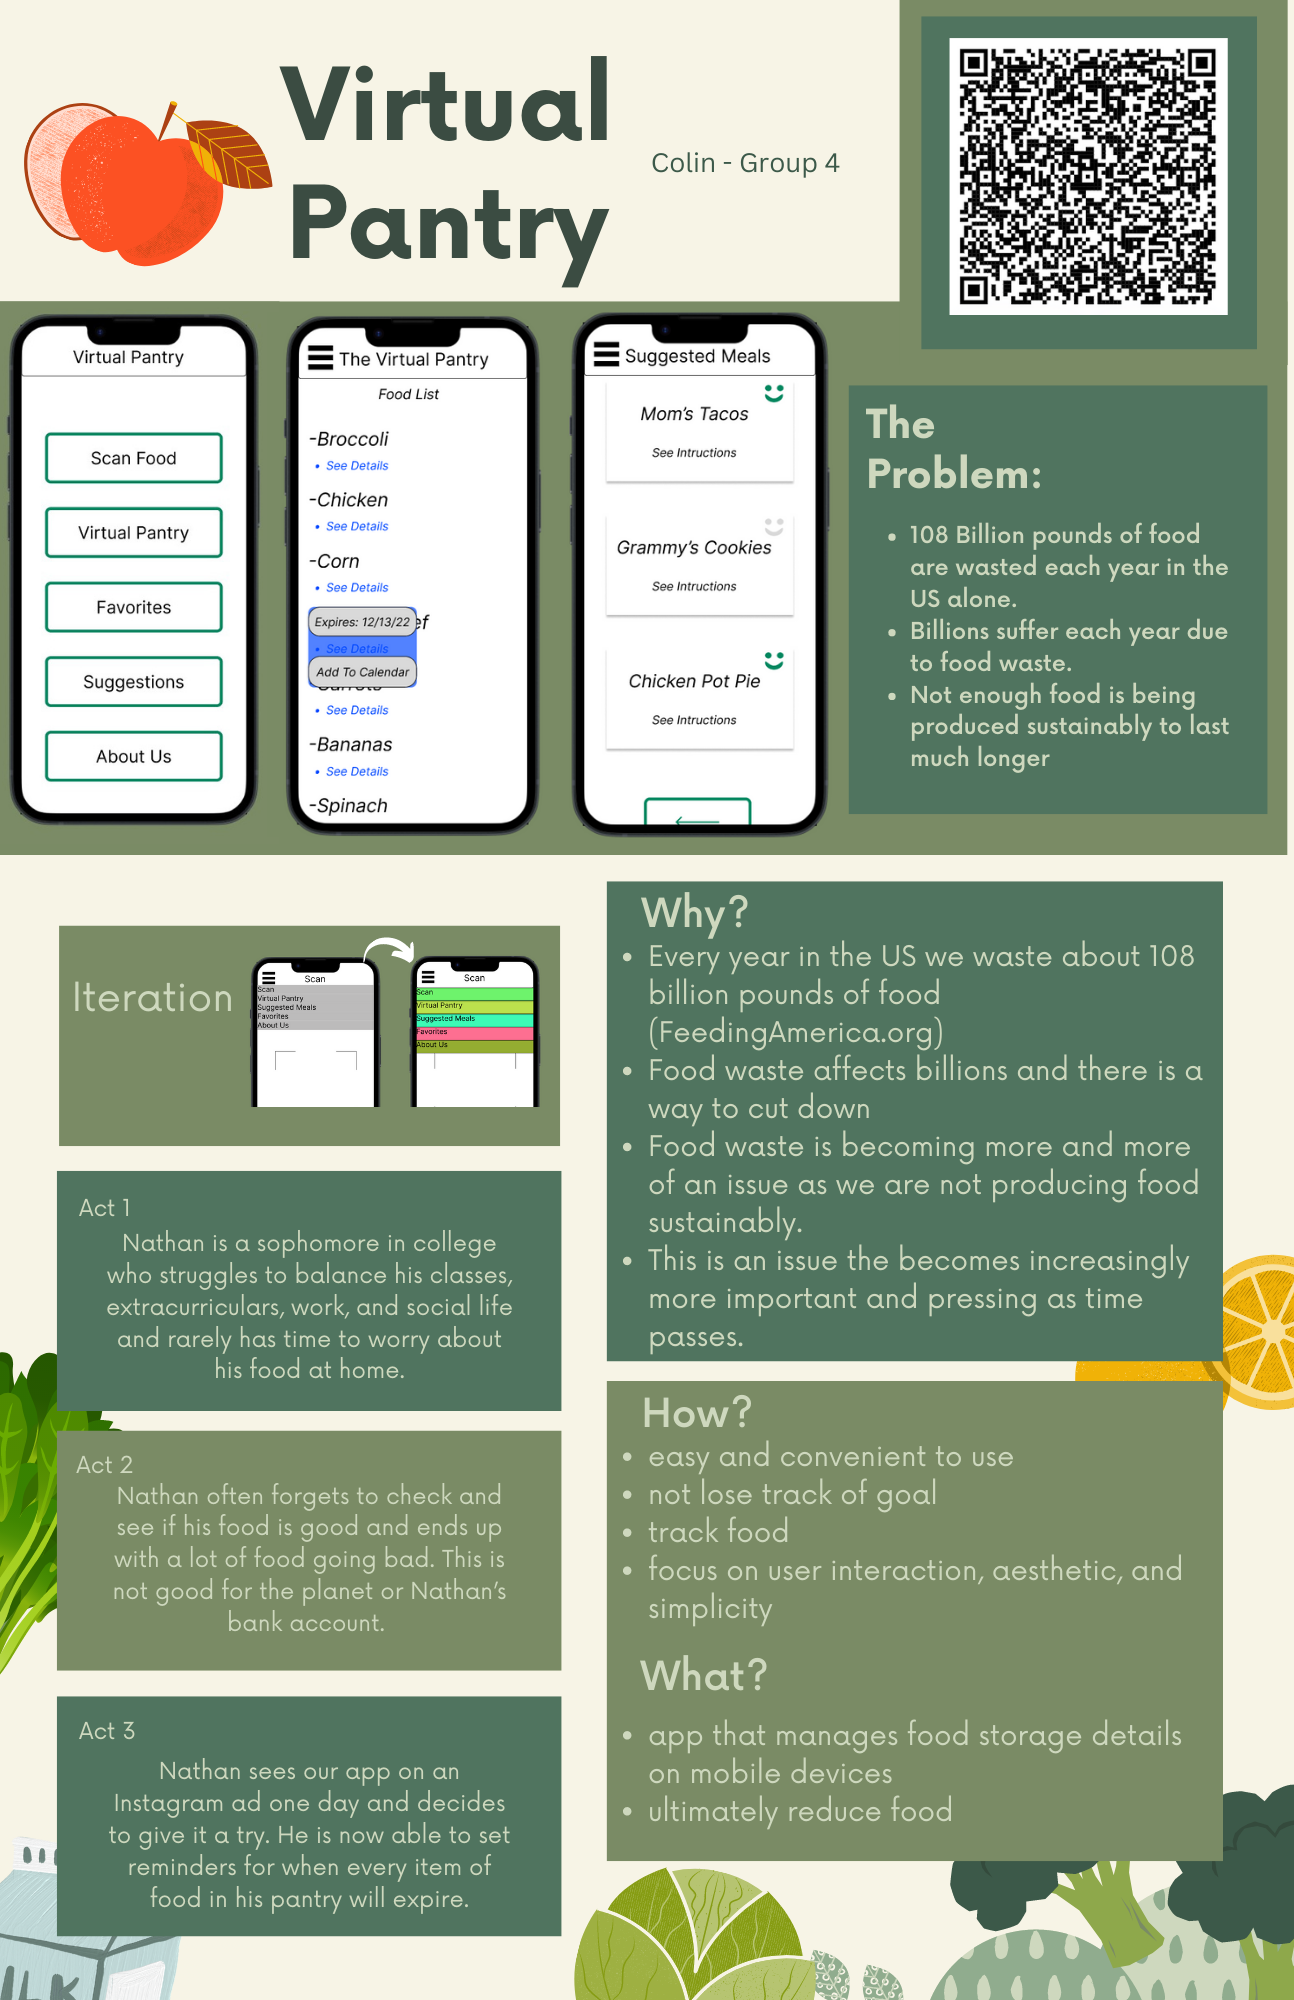 Virtual
Pantry
Colin - Group 4
Virtual Pantry
Scan Food
Virtual Pantry
Favorites
Suggestions
About Us
The Virtual Pantry
Food List
-Broccoli
• See Details
-Chicken
• See Details
-Corn
• See Details
Expires: 12/13/22
ef
• See Details
Add To Calendar
• See Details
-Bananas
• See Details
-Spinach
Suggested Meals
Mom's Tacos
See Intructions
Grammy's Cookies
See Intructions
Chicken Pot Pie
See Intructions
The
Problem:
• 108 Billion pounds of food
are wasted each year in the
US alone.
• Billions suffer each year due
to food waste.
• Not enough food is being
produced sustainably to last
much longer
Iteration
Scan
Scan
Virtual Pantry
Suggested Meals
Favorites
About Us
Scan
Scan
Virtual Pantry
Suggested Meals
Favorites
About Us
Act 1
Nathan is a sophomore in college
who struggles to balance his classes,
extracurriculars, work, and social life
and rarely has time to worry about
his food at home.
Act 2
Nathan often forgets to check and
see if his food is good and ends up
with a lot of food going bad. This is
not good for the planet or Nathan's
bank account.
Act 3
Nathan sees our app on an
Instagram ad one day and decides
to give it a try. He is now able to set
reminders for when every item of
food in his pantry will expire.
Why?
• Every year in the US we waste about 108
billion pounds of food
(FeedingAmerica.org)
• Food waste affects billions and there is a
way to cut down
• Food waste is becoming more and more
of an issue as we are not producing food
sustainably.
• This is an issue the becomes increasingly
more important and pressing as time
passes.
How?
• easy and convenient to use
• not lose track of goal
• track food
• focus on user interaction, aesthetic, and
simplicity
What?
• app that manages food storage details
on mobile devices
• ultimately reduce food